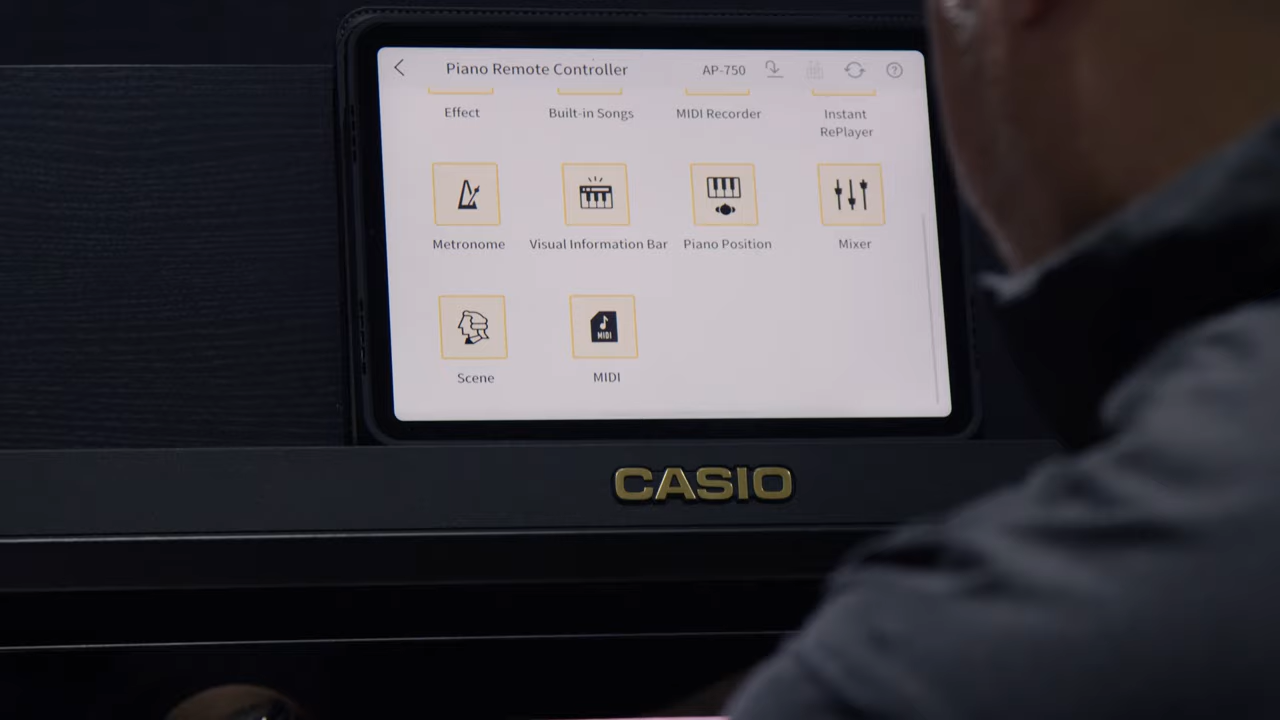 Piano Remote Controller
AP-750
?
Effect
Built-in Songs
MIDI Recorder
Instant
RePlayer
Metronome
Visual Information Bar
Piano Position
Mixer
MIDI
Scene
MIDI
CASIO